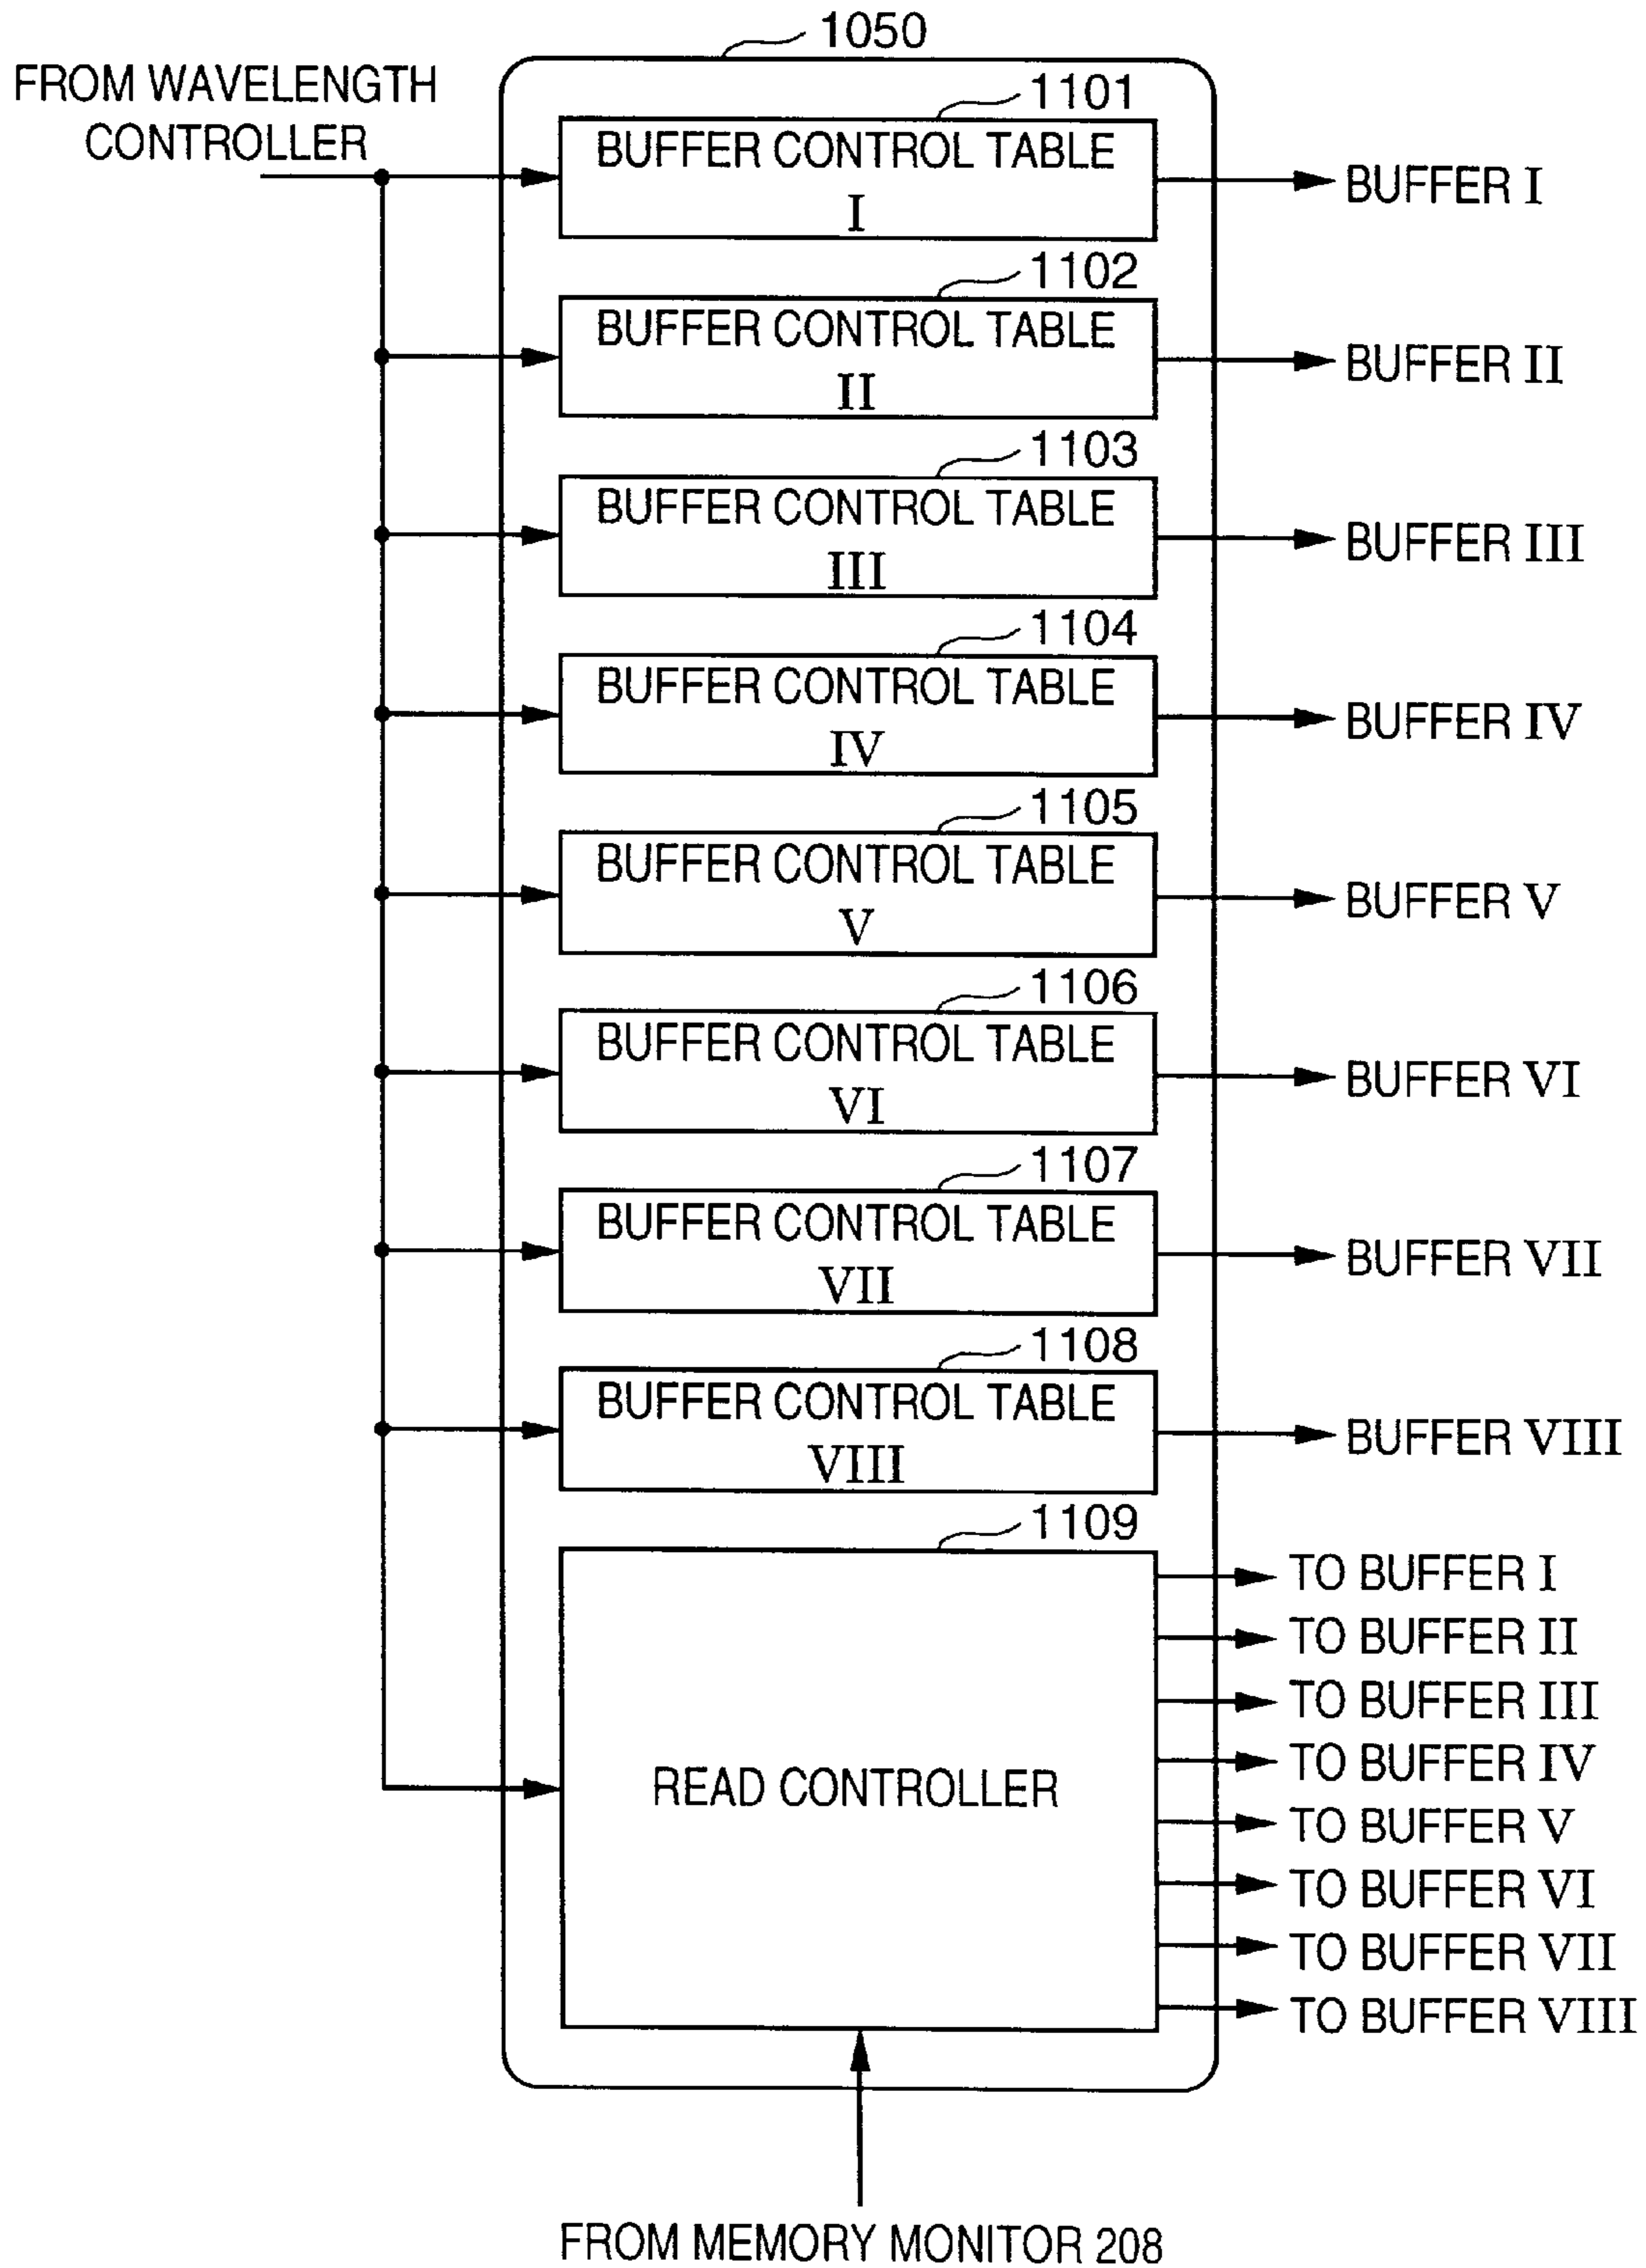 1050
FROM WAVELENGTH
CONTROLLER
1101
BUFFER CONTROL TABLE
I
BUFFER I
1102
BUFFER CONTROL TABLE
II
BUFFER II
1103
BUFFER CONTROL TABLE
III
BUFFER III
1104
BUFFER CONTROL TABLE
IV
BUFFER IV
1105
BUFFER CONTROL TABLE
V
BUFFER V
1106
BUFFER CONTROL TABLE
VI
BUFFER VI
1107
BUFFER CONTROL TABLE
VII
BUFFER VII
1108
BUFFER CONTROL TABLE
VIII
BUFFER VIII
1109
READ CONTROLLER
TO BUFFER I
TO BUFFER II
TO BUFFER III
TO BUFFER IV
TO BUFFER V
TO BUFFER VI
TO BUFFER VII
TO BUFFER VIII
FROM MEMORY MONITOR 208